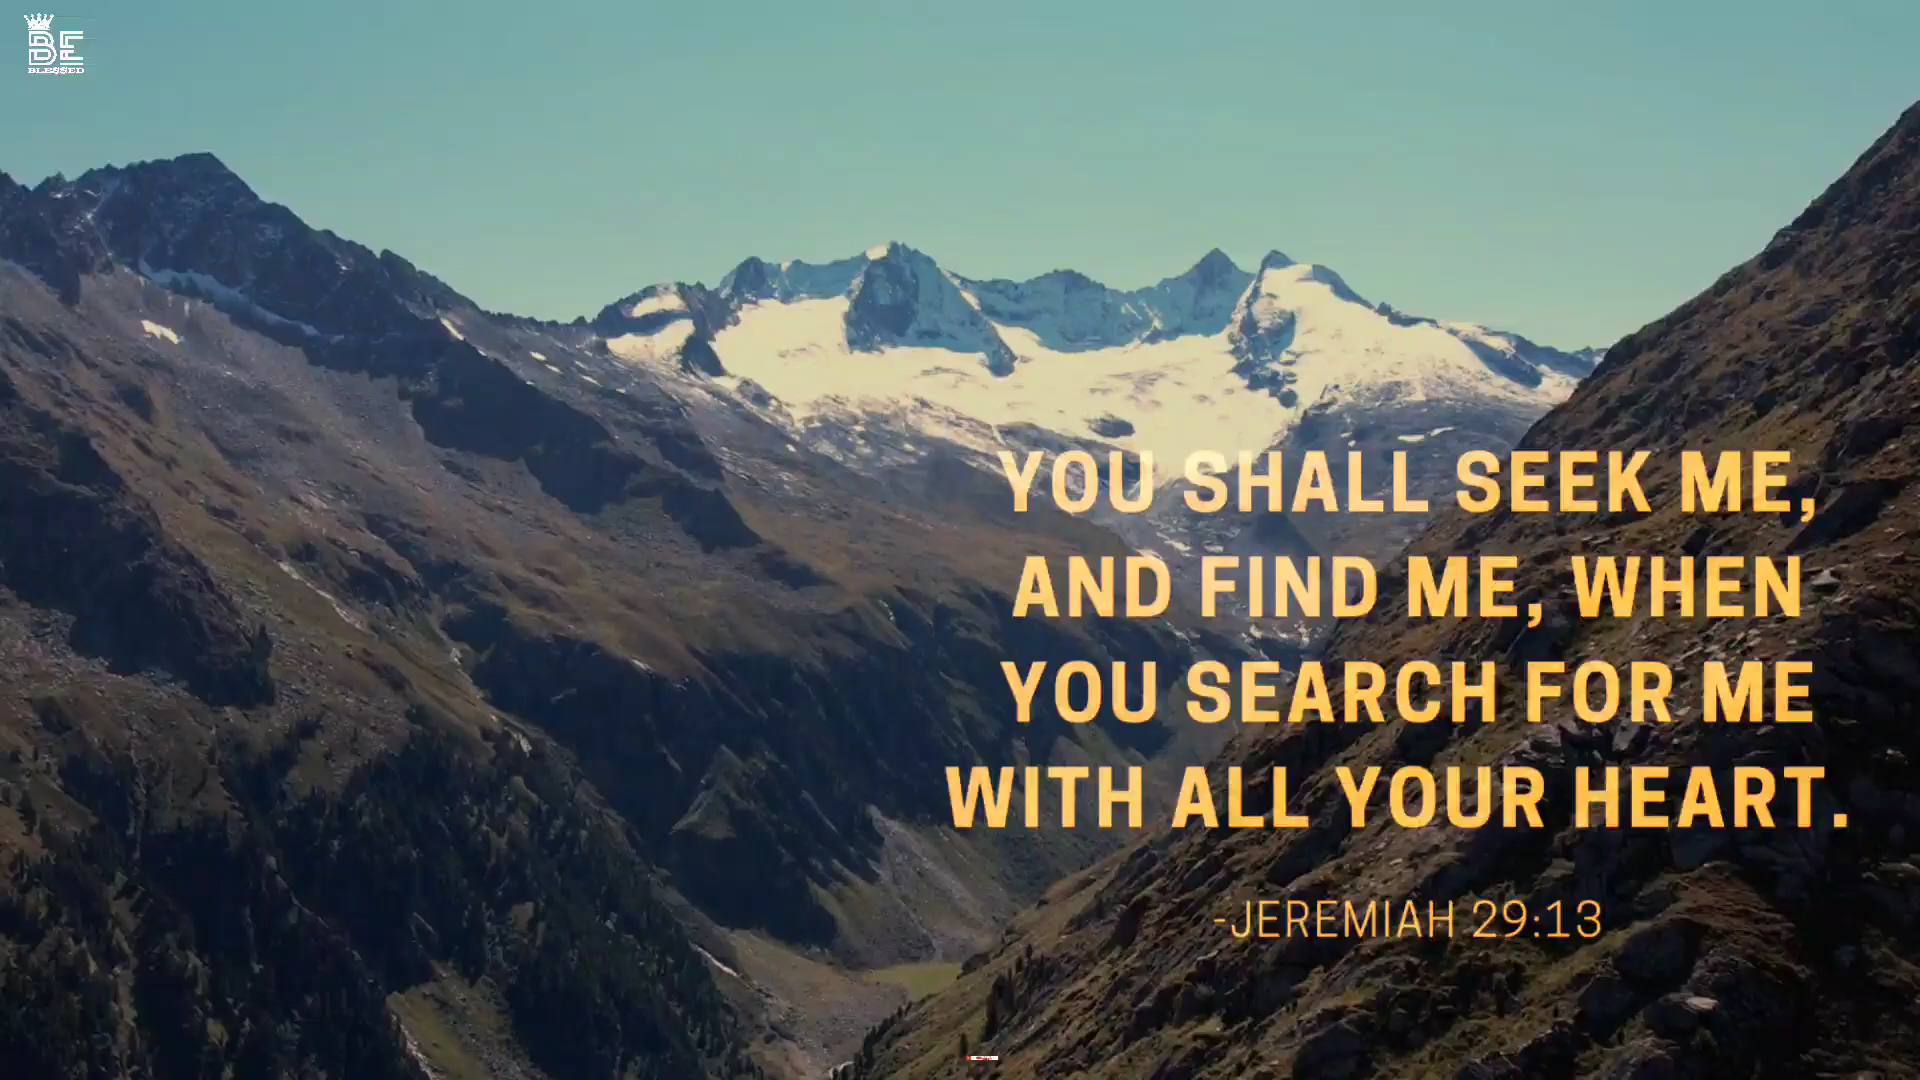 BE
BLESSED
YOU SHALL SEEK ME,
AND FIND ME, WHEN
YOU SEARCH FOR ME
WITH ALL YOUR HEART.
-JEREMIAH 29:13